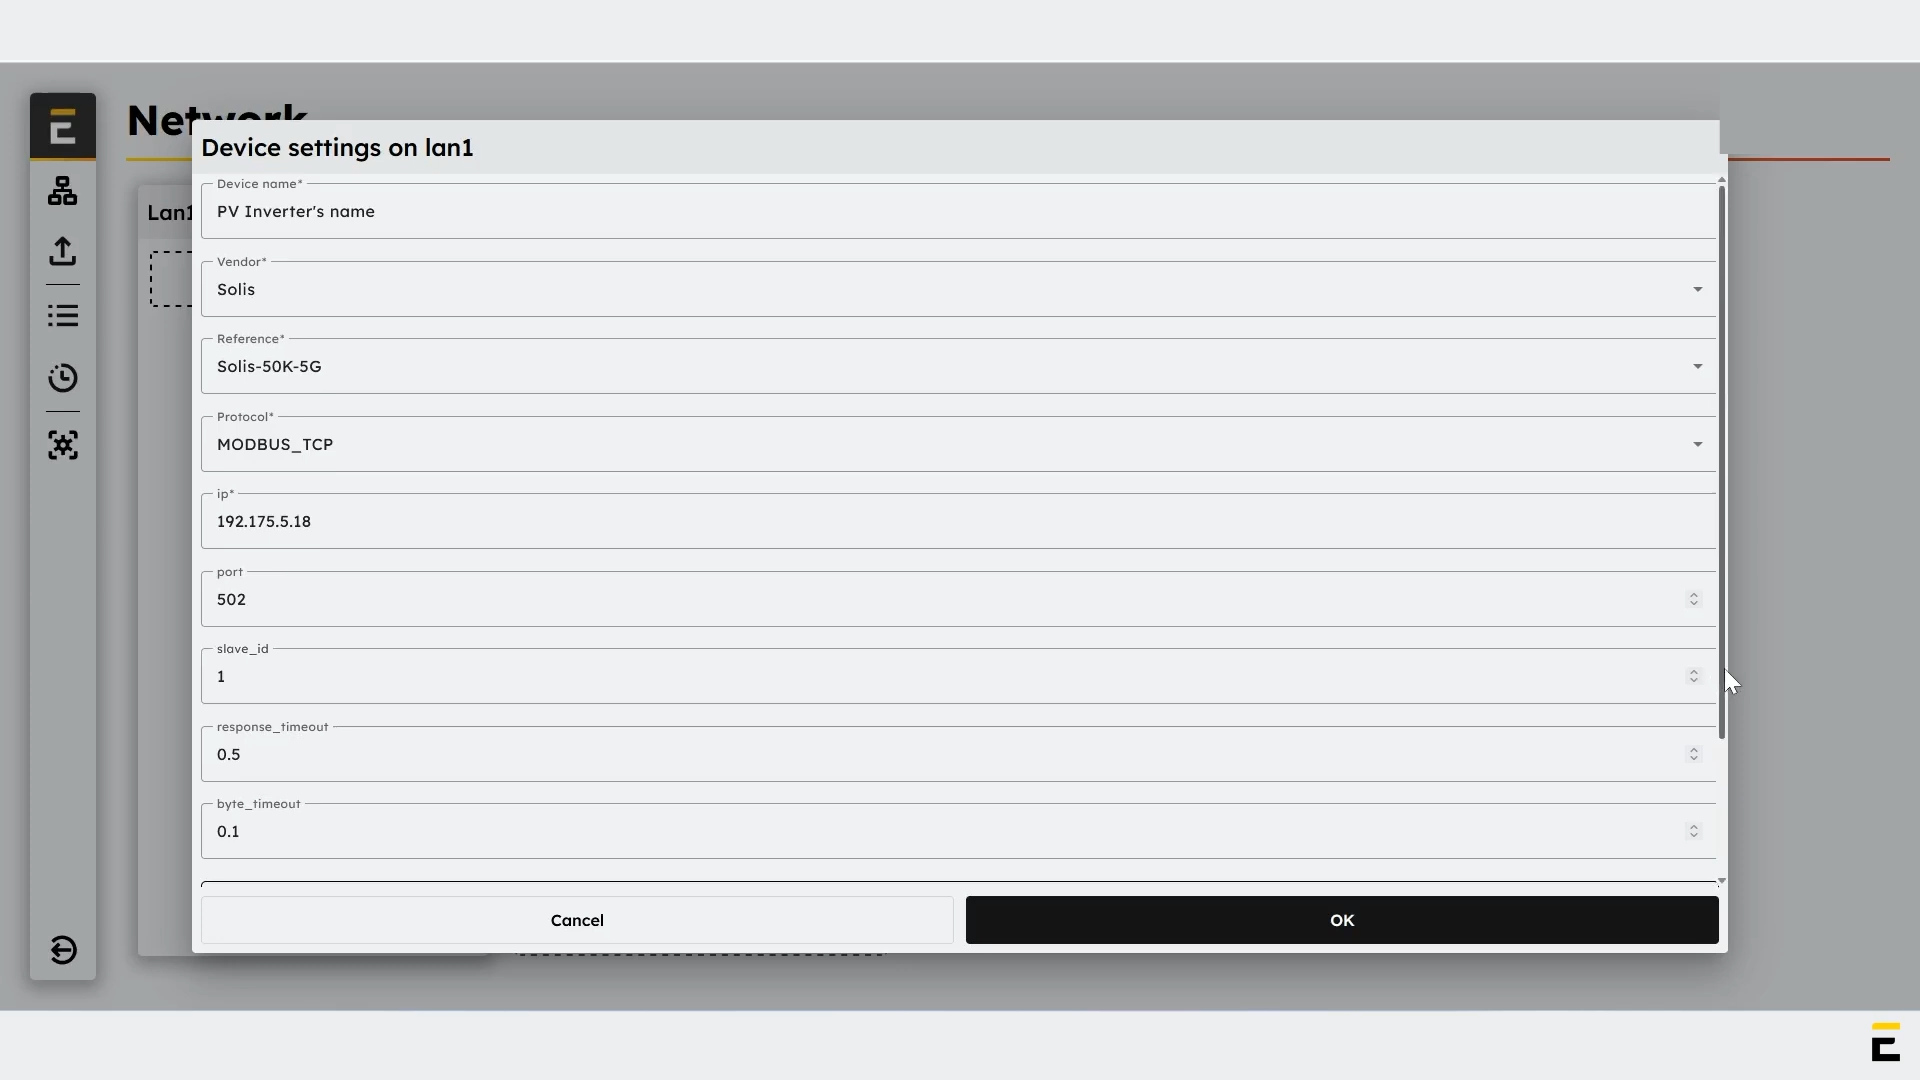 Network
Device settings on lan1
Lan1
Device name*
PV Inverter's name
Vendor*
Solis
Reference*
Solis-50K-5G
Protocol*
MODBUS_TCP
ip*
192.175.5.18
port
502
slave_id
1
response_timeout
0.5
byte_timeout
0.1
Cancel
OK